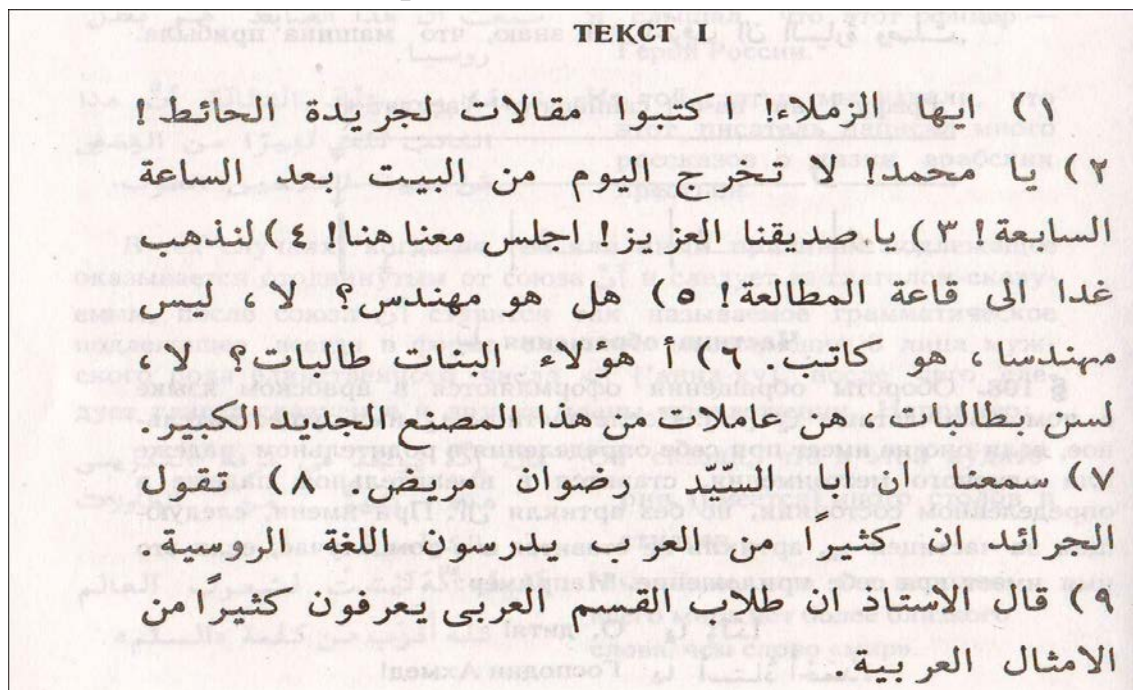 ТЕКСТ I
١) ايها الزملاء! اكتبوا مقالات لجريدة الحائط!
٢) يا محمد! لا تخرج اليوم من البيت بعد الساعة
السابعة! ٣) يا صديقنا العزيز! اجلس معنا هنا! ٤) لنذهب
غدا الى قاعة المطالعة! ٥) هل هو مهندس؟ لا، ليس
مهندسا، هو كاتب. ٦) أ هؤلاء البنات طالبات؟ لا
لسن بطالبات. هن عاملات من هذا المصنع الجديد الكبير.
٧) سمعنا أن أبا السّيّد رضوان مريض. ٨) تقول
الجرائد ان كثيراً من العرب يدرسون اللغة الروسية.
٩) قال الاستاذ ان طلاب القسم العربى يعرفون كثيراً من
الامثال العربية.